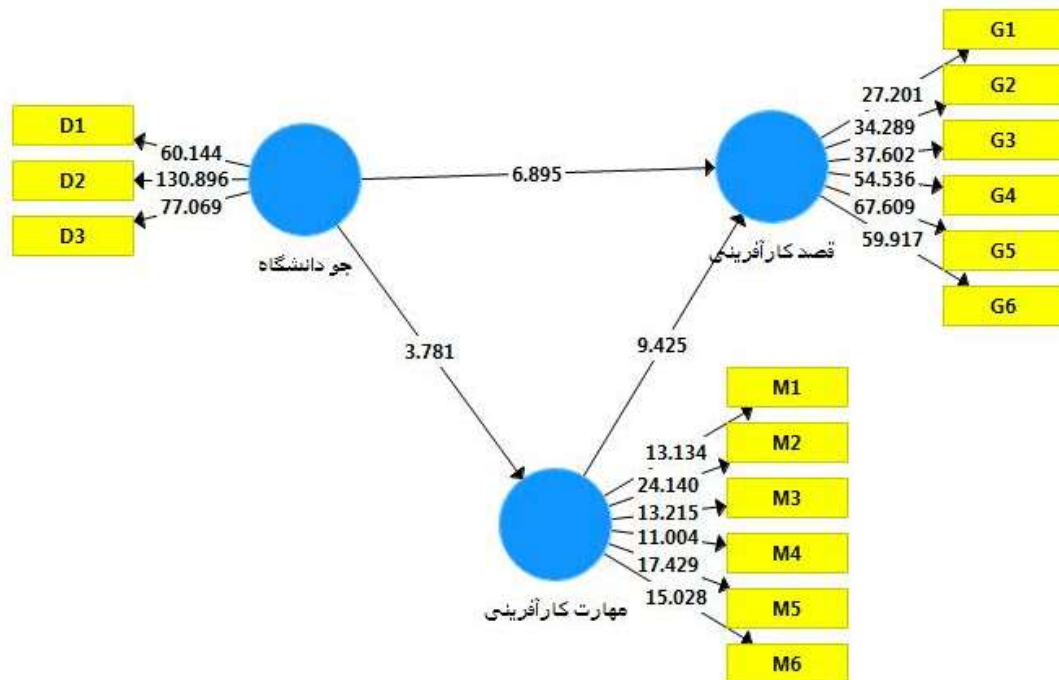 D1
D2
D3
60.144
130.896
77.069
جو دانشگاه
6.895
3.781
9.425
قصد کارآفرینی
27.201
34.289
37.602
54.536
67.609
59.917
G1
G2
G3
G4
G5
G6
مهارت کارآفرینی
13.134
24.140
13.215
11.004
17.429
15.028
M1
M2
M3
M4
M5
M6